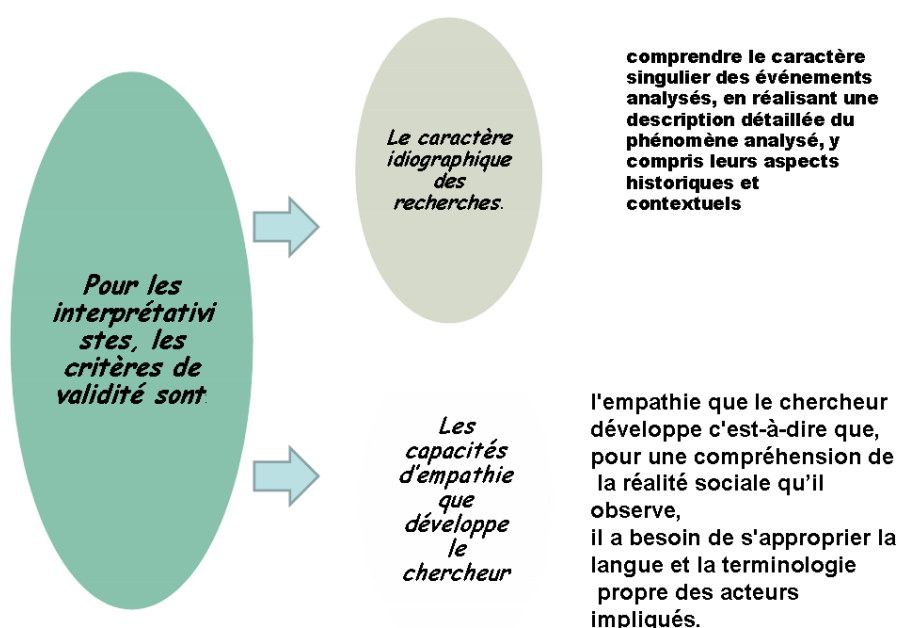 Pour les
interprétativi
stes, les
critères de
validité sont.
Le caractère
idiographique
des
recherches.
comprendre le caractère
singulier des événements
analysés, en réalisant une
description détaillée du
phénomène analysé, y
compris leurs aspects
historiques et
contextuels
Les
capacités
d'empathie
que
développe
le
chercheur
l'empathie que le chercheur
développe c'est-à-dire que,
pour une compréhension de
la réalité sociale qu’il
observe,
il a besoin de s'approprier la
langue et la terminologie
propre des acteurs
impliqués.